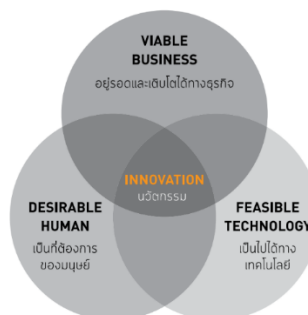 VIABLE
BUSINESS
อยู่รอดและเติบโตได้ทางธุรกิจ
INNOVATION
นวัตกรรม
DESIRABLE
HUMAN
เป็นที่ต้องการ
ของมนุษย์
FEASIBLE
TECHNOLOGY
เป็นไปได้ทาง
เทคโนโลยี